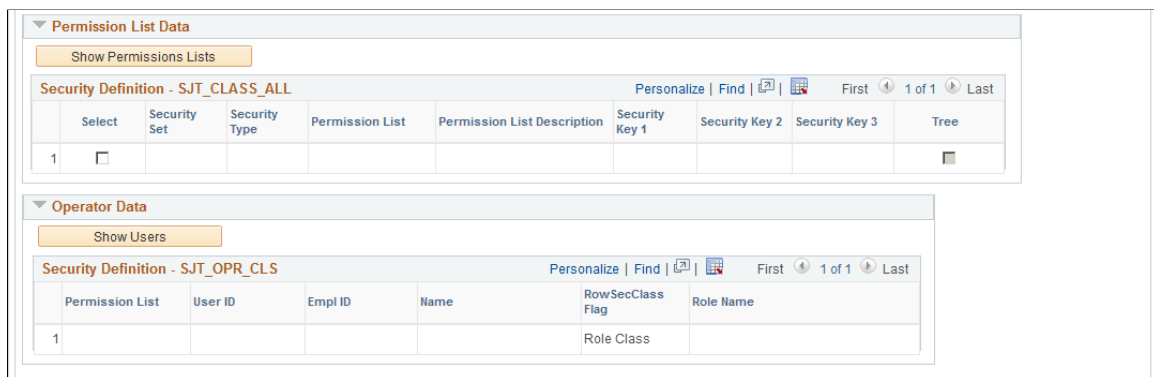 Permission List Data
Show Permissions Lists
Security Definition - SJT_CLASS_ALL Personalize | Find | | First 1 of 1 Last
Select Security Set Security Type Permission List Permission List Description Security Key 1 Security Key 2 Security Key 3 Tree
1
Operator Data
Show Users
Security Definition - SJT_OPR_CLS Personalize | Find | | First 1 of 1 Last
Permission List User ID Empl ID Name RowSecClass Flag Role Name
1 Role Class